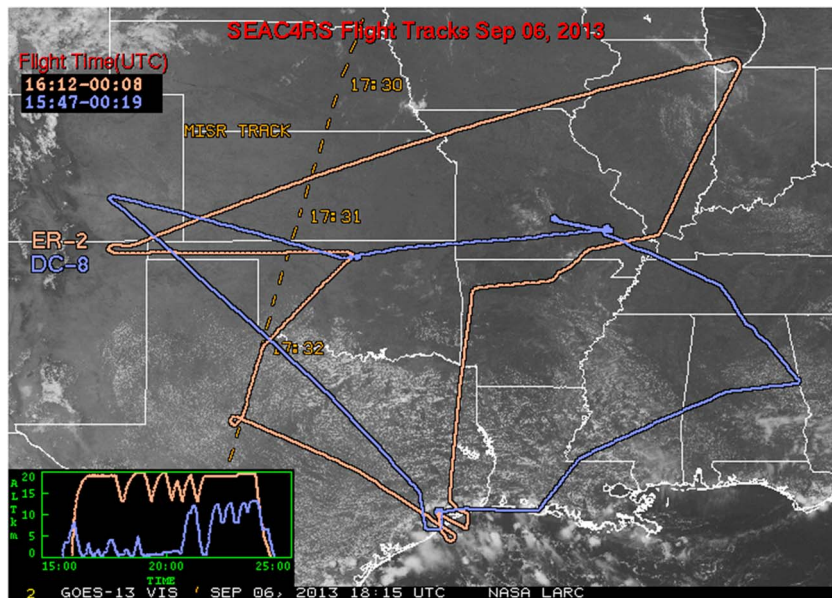 SEAC4RS Flight Tracks Sep 06, 2013
Flight Time(UTC)
16:12-00:08
15:47-00:19
17:30
MISR TRACK
17:31
ER-2
DC-8
17:32
20
15
10
5
0
ALT km
15:00 20:00 25:00
TIME
2 GOES-13 VIS SEP 06, 2013 18:15 UTC NASA LARC